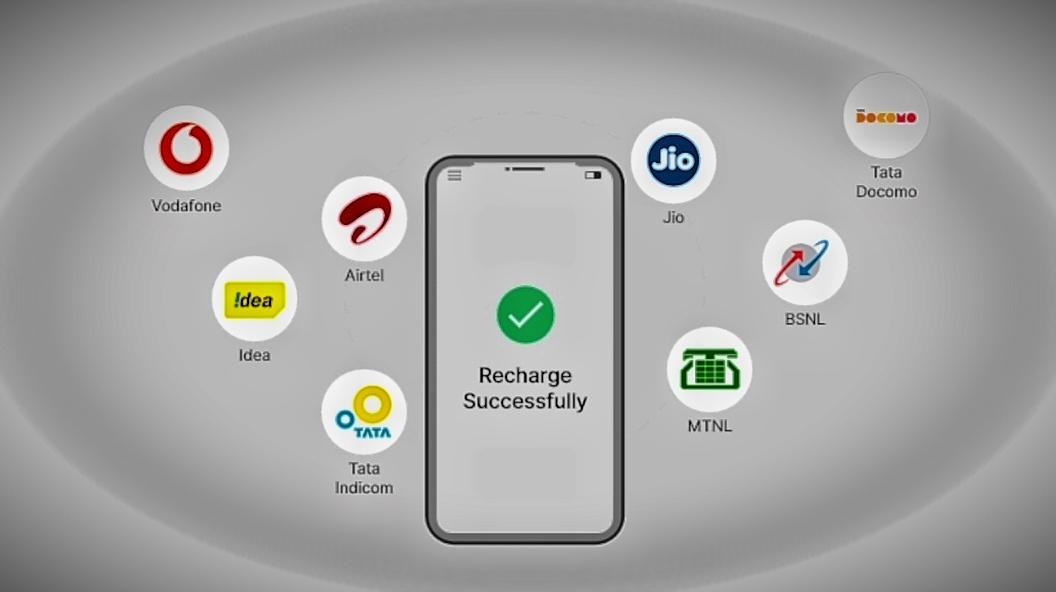 Vodafone
Airtel
!dea
Idea
TATA
Tata
Indicom
Recharge
Successfully
Jio
Jio
DOCOMO
Tata
Docomo
BSNL
MTNL